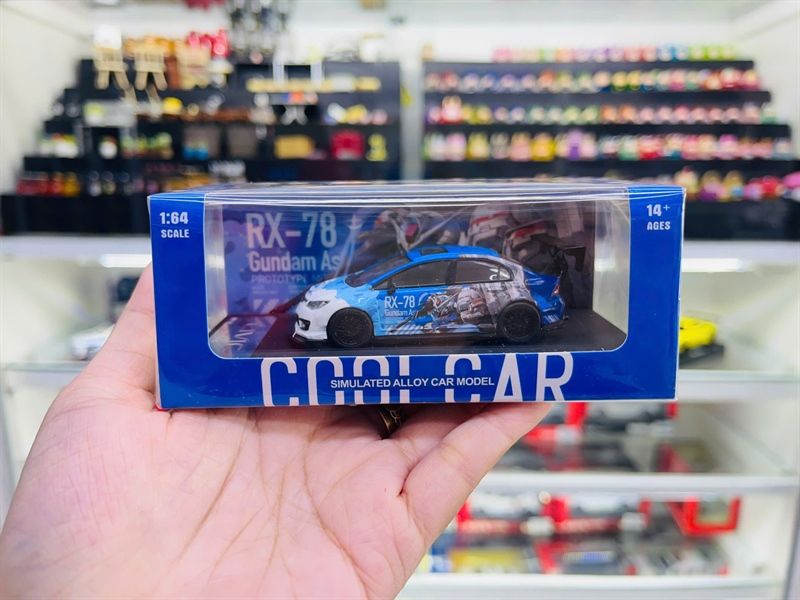 1:64
SCALE
14+
AGES
RX-78
Gundam As
PROTOTYPE
RX-78
Gundam As
COOL CAR
SIMULATED ALLOY CAR MODEL